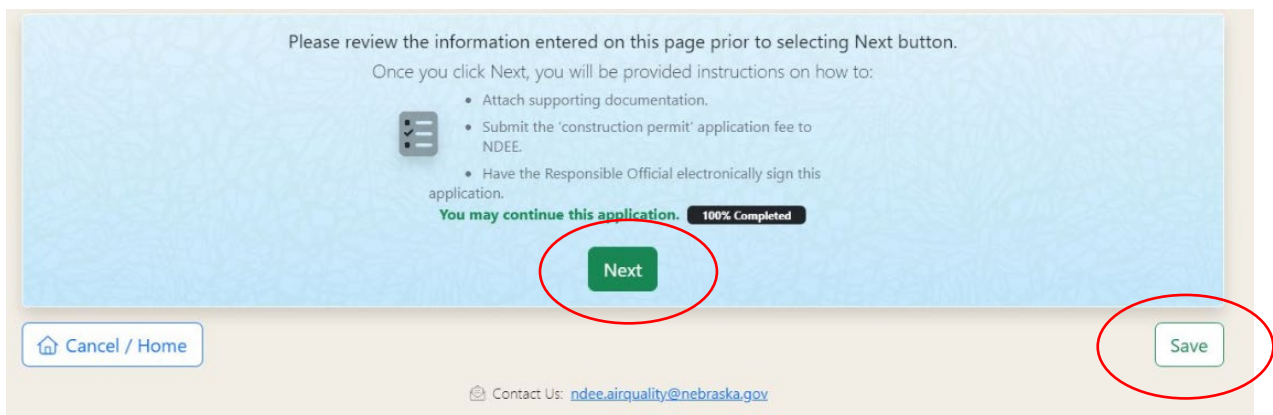 Please review the information entered on this page prior to selecting Next button.
Once you click Next, you will be provided instructions on how to:
• Attach supporting documentation.
• Submit the 'construction permit' application fee to
NDEE.
• Have the Responsible Official electronically sign this
application.
You may continue this application. 100% Completed
Next
Cancel / Home
Save
Contact Us: ndee.airquality@nebraska.gov